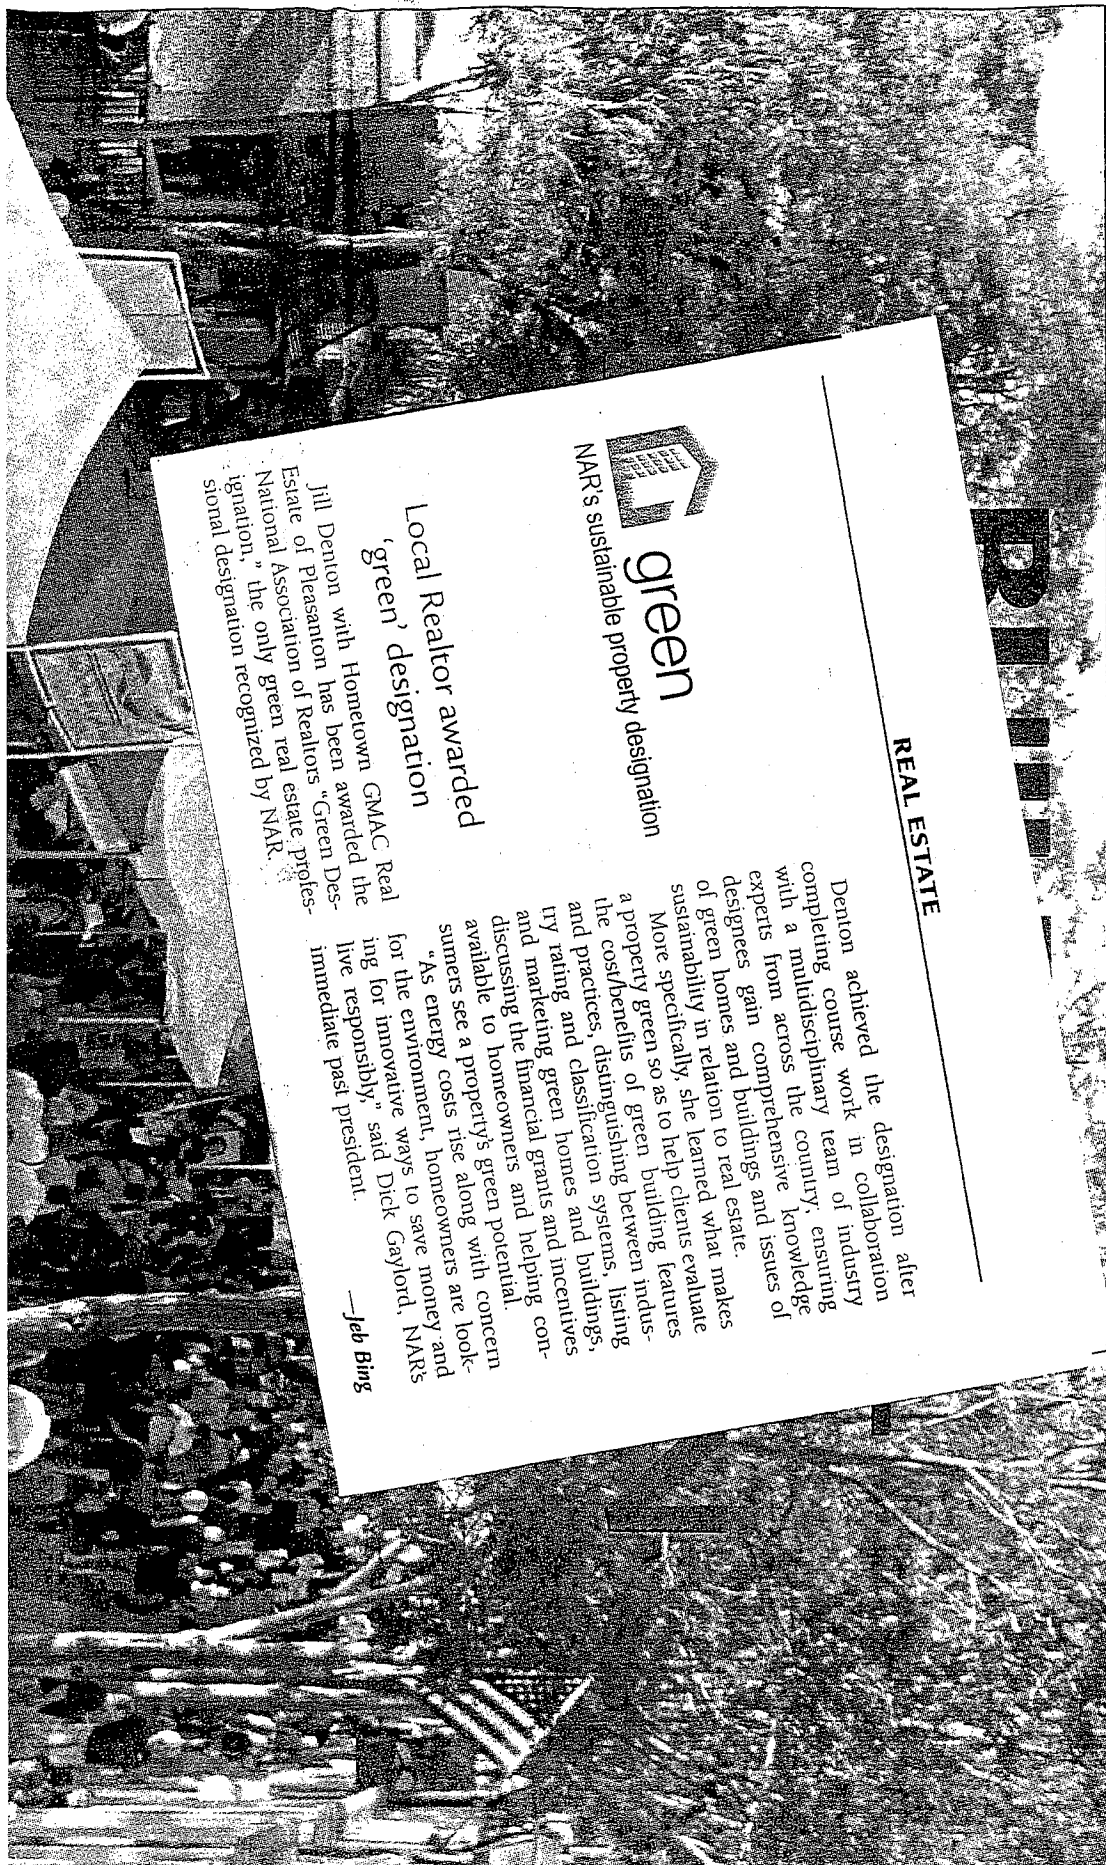 REAL ESTATE
green
NAR's sustainable property designation
Local Realtor awarded
'green' designation
Jill Denton with Hometown GMAC Real
Estate of Pleasanton has been awarded the
National Association of Realtors "Green Des-
ignation," the only green real estate profes-
sional designation recognized by NAR.
Denton achieved the designation after
completing course work in collaboration
with a multidisciplinary team of industry
experts from across the country, ensuring
designees gain comprehensive knowledge
of green homes and buildings and issues of
sustainability in relation to real estate.
More specifically, she learned what makes
a property green so as to help clients evaluate
the cost/benefits of green building features
and practices, distinguishing between indus-
try rating and classification systems, listing
and marketing green homes and buildings,
discussing the financial grants and incentives
available to homeowners and helping con-
sumers see a property's green potential.
"As energy costs rise along with concern
for the environment, homeowners are look-
ing for innovative ways to save money and
live responsibly," said Dick Gaylord, NAR's
immediate past president.
—Jeb Bing